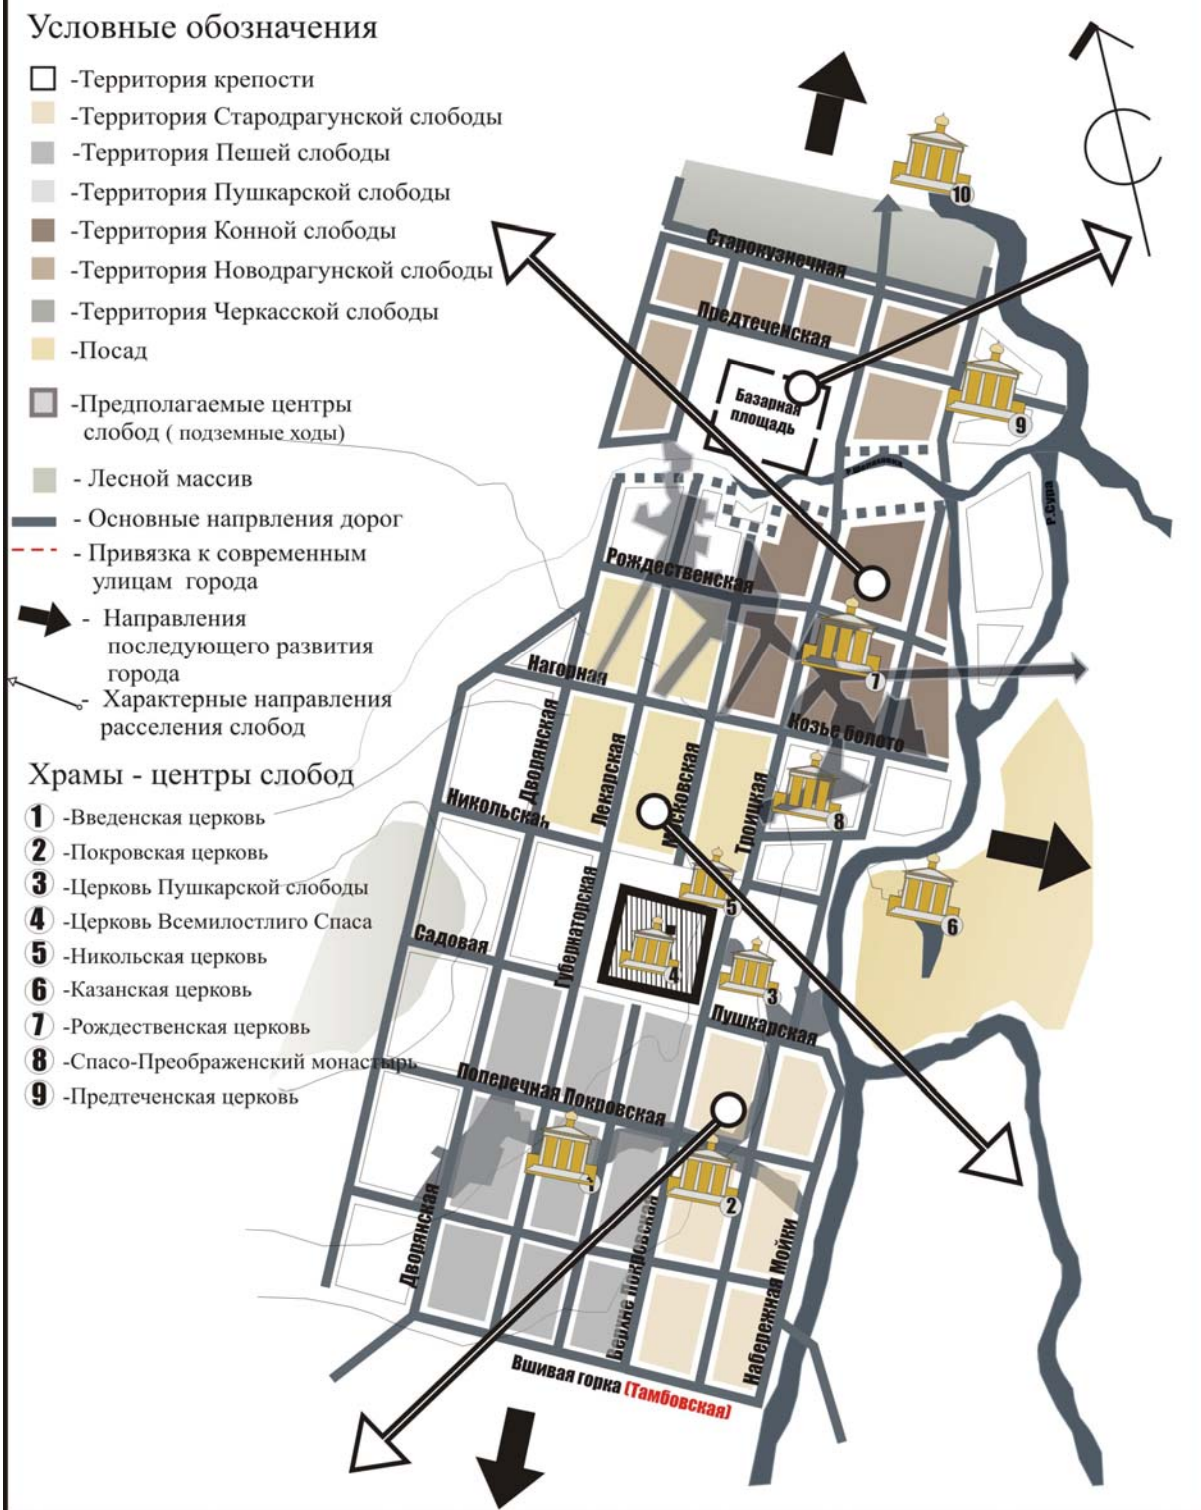 Условные обозначения
-Территория крепости
-Территория Стародрагунской слободы
-Территория Пешей слободы
-Территория Пушкарской слободы
-Территория Конной слободы
-Территория Новодрагунской слободы
-Территория Черкасской слободы
-Посад
-Предполагаемые центры
слобод ( подземные ходы)
- Лесной массив
- Основные напрвления дорог
- Привязка к современным
улицам города
- Направления
последующего развития
города
- Характерные направления
расселения слобод
Храмы - центры слобод
1 -Введенская церковь
2 -Покровская церковь
3 -Церковь Пушкарской слободы
4 -Церковь Всемилостлиго Спаса
5 -Никольская церковь
6 -Казанская церковь
7 -Рождественская церковь
8 -Спасо-Преображенский монастырь
9 -Предтеченская церковь
С
10
Старокузнечная
Предтеченская
Базарная
площадь
9
Р.Сура
Рождественская
7
Нагорная
Козье болото
Дворянская
Лекарская
Московская
Троицкая
8
Никольская
5
6
Губернаторская
4
Садовая
3
Пушкарская
Поперечная Покровская
1
2
Дворянская
Верхне Покровская
Набережная Мойки
Вшивая горка (Тамбовская)